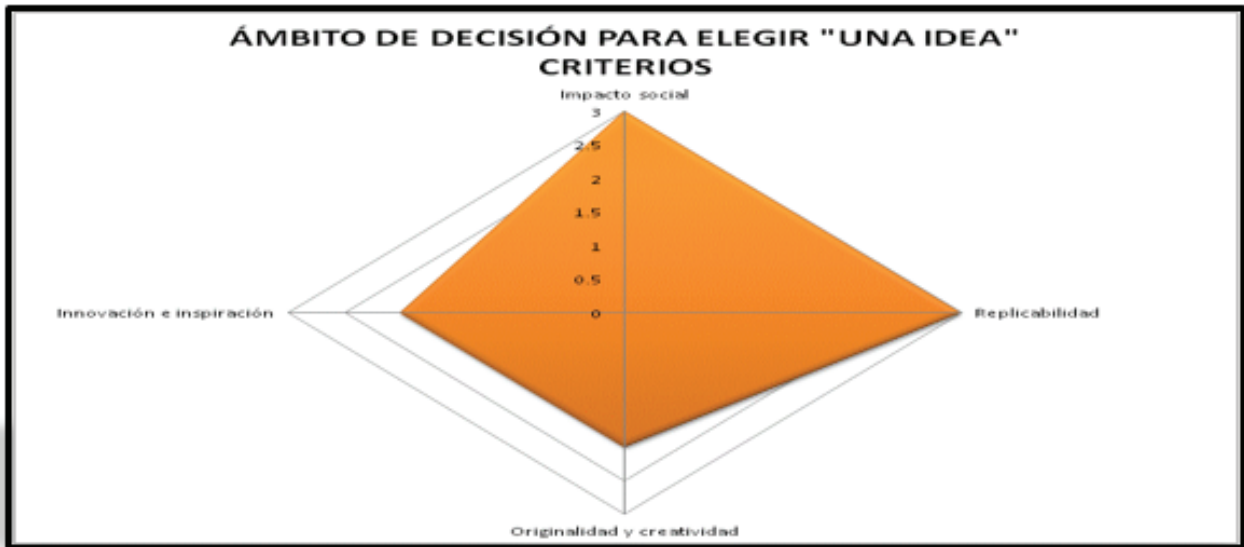 ÁMBITO DE DECISIÓN PARA ELEGIR "UNA IDEA"
CRITERIOS
Impacto social
3
2.5
2
1.5
1
0.5
0
Innovación e inspiración
Replicabilidad
Originalidad y creatividad